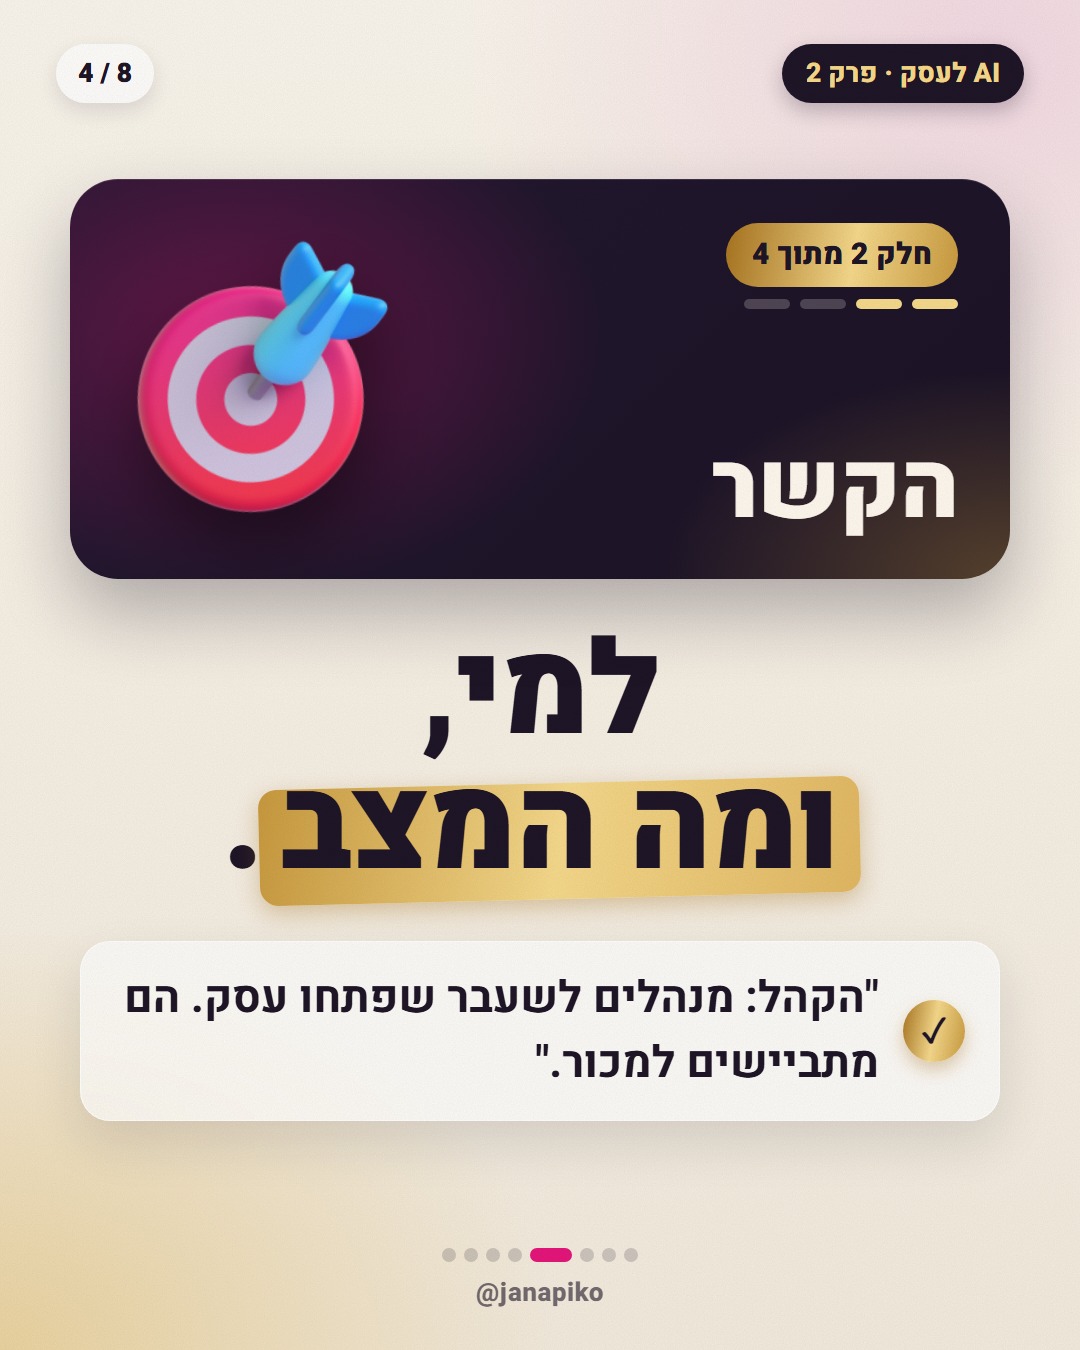 AI לעסק · פרק 2
4 / 8
חלק 2 מתוך 4
הקשר
למי,
ומה המצב.
"הקהל: מנהלים לשעבר שפתחו עסק. הם
מתביישים למכור."
@janapiko